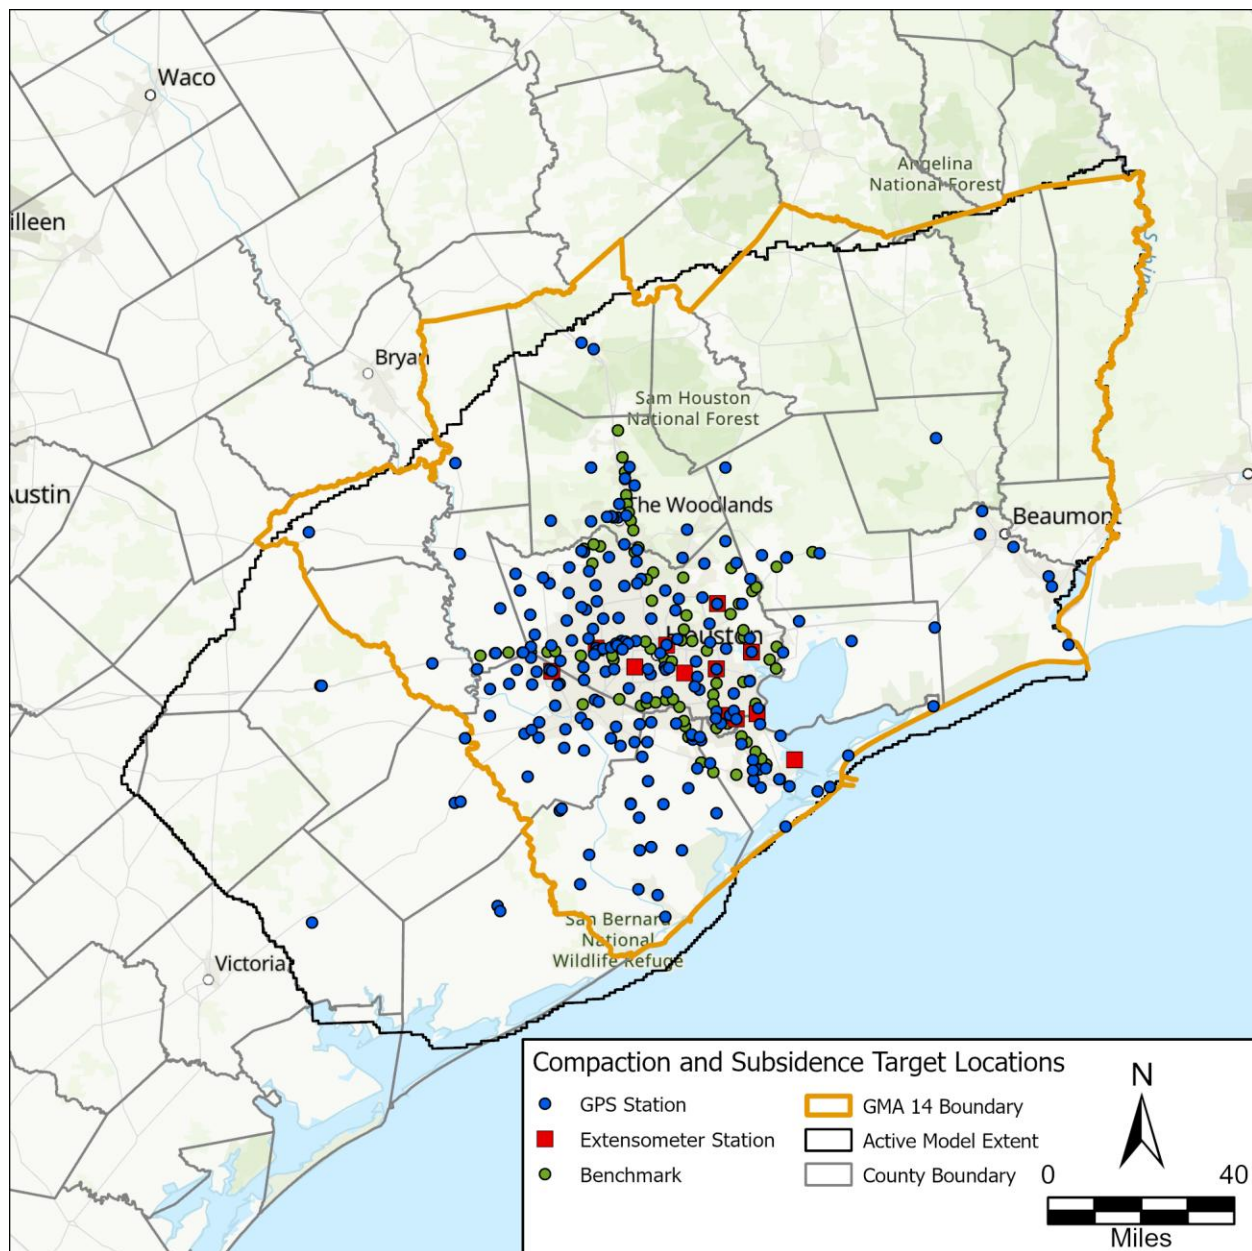 Waco
Angelina
National Forest
illeen
Sabine
Bryan
Sam Houston
National Forest
Austin
The Woodlands
Beaumont
Houston
San Bernard
National
Wildlife Refuge
Victoria
Compaction and Subsidence Target Locations
GPS Station
Extensometer Station
Benchmark
GMA 14 Boundary
Active Model Extent
County Boundary
N
0 40
Miles